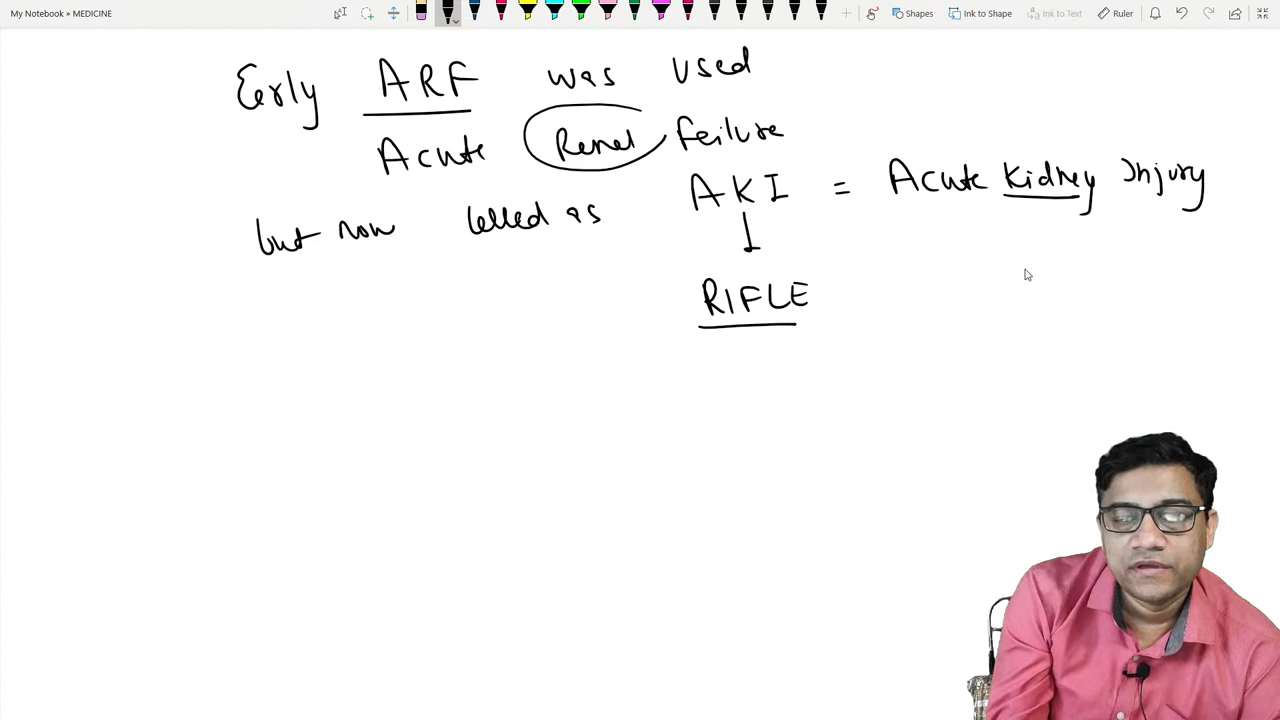 My Notebook » MEDICINE
Shapes Ink to Shape Ink to Text Ruler
Early ARF was used
Acute Renal failure
AKI = Acute Kidney Injury
but now called as
RIFLE